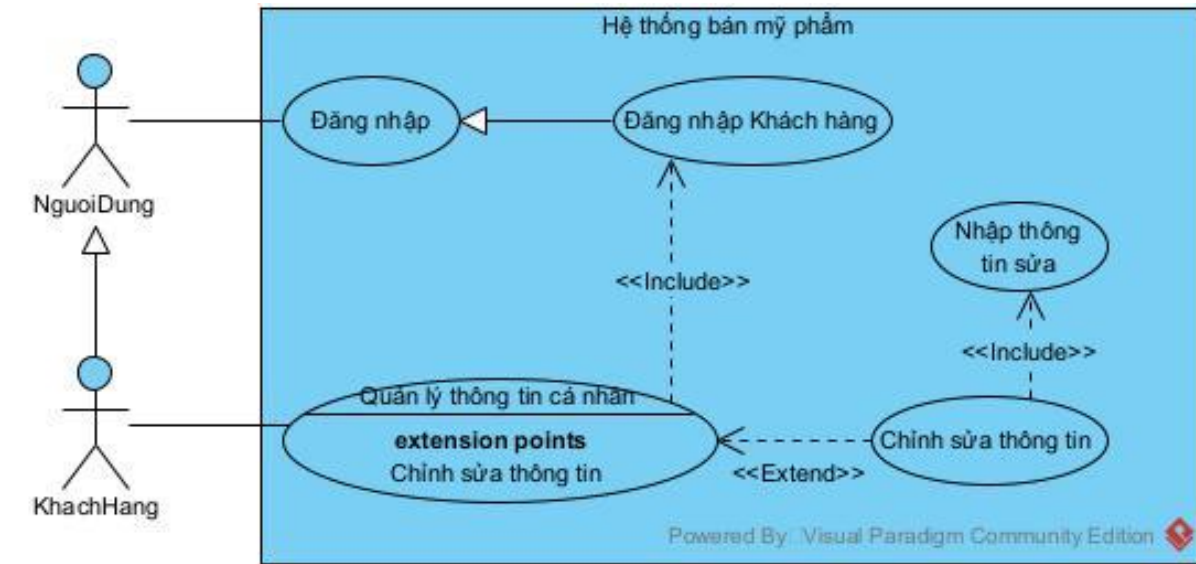 Hệ thống bán mỹ phẩm
Đăng nhập
Đăng nhập Khách hàng
NguoiDung
Nhập thông
tin sửa
<<Include>>
<<Include>>
Quản lý thông tin cá nhân
extension points
Chỉnh sửa thông tin
Chỉnh sửa thông tin
<<Extend>>
KhachHang
Powered By: Visual Paradigm Community Edition